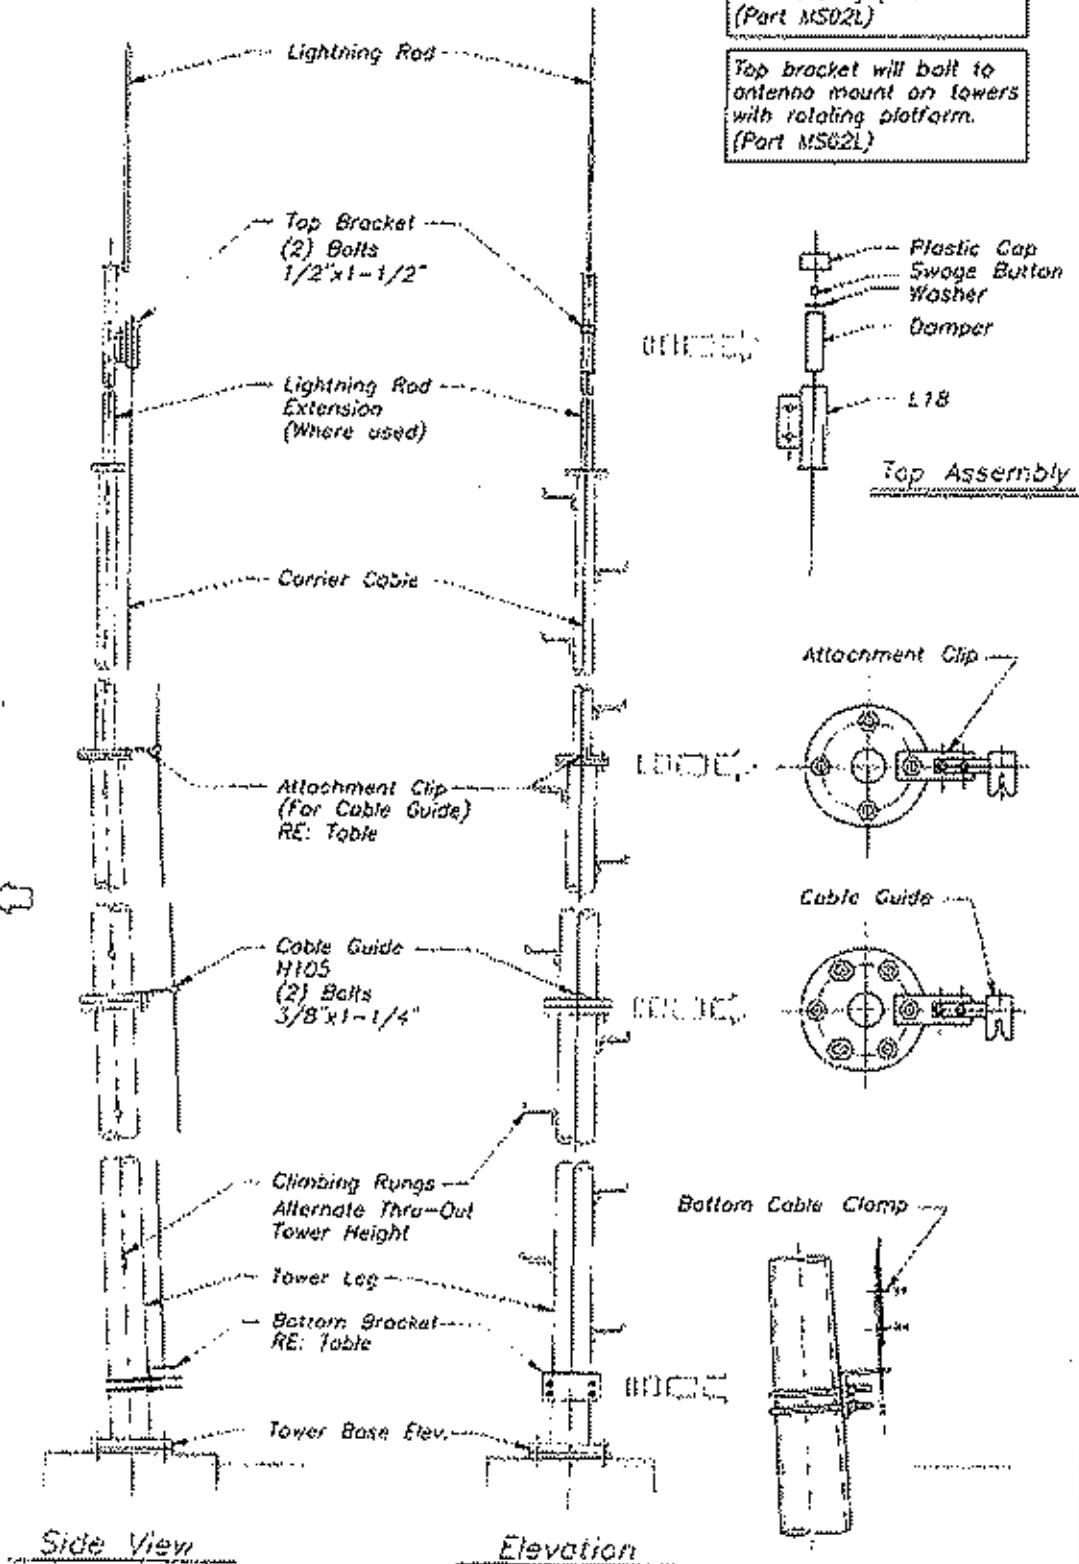 (Part MS02L)
Top bracket will bolt to
antenna mount on towers
with rotating platform.
(Part MS02L)
Lightning Rod
Top Bracket
(2) Bolts
1/2"x1-1/2"
Plastic Cap
Swage Button
Washer
Damper
L18
Top Assembly
Lightning Rod
Extension
(Where used)
Carrier Cable
Attachment Clip
Attachment Clip
(For Cable Guide)
RE: Table
Cable Guide
Cable Guide
H105
(2) Bolts
3/8"x1-1/4"
Climbing Rungs
Alternate Thru-Out
Tower Height
Bottom Cable Clamp
Tower Leg
Bottom Bracket
RE: Table
Tower Base Elev.
Side View
Elevation